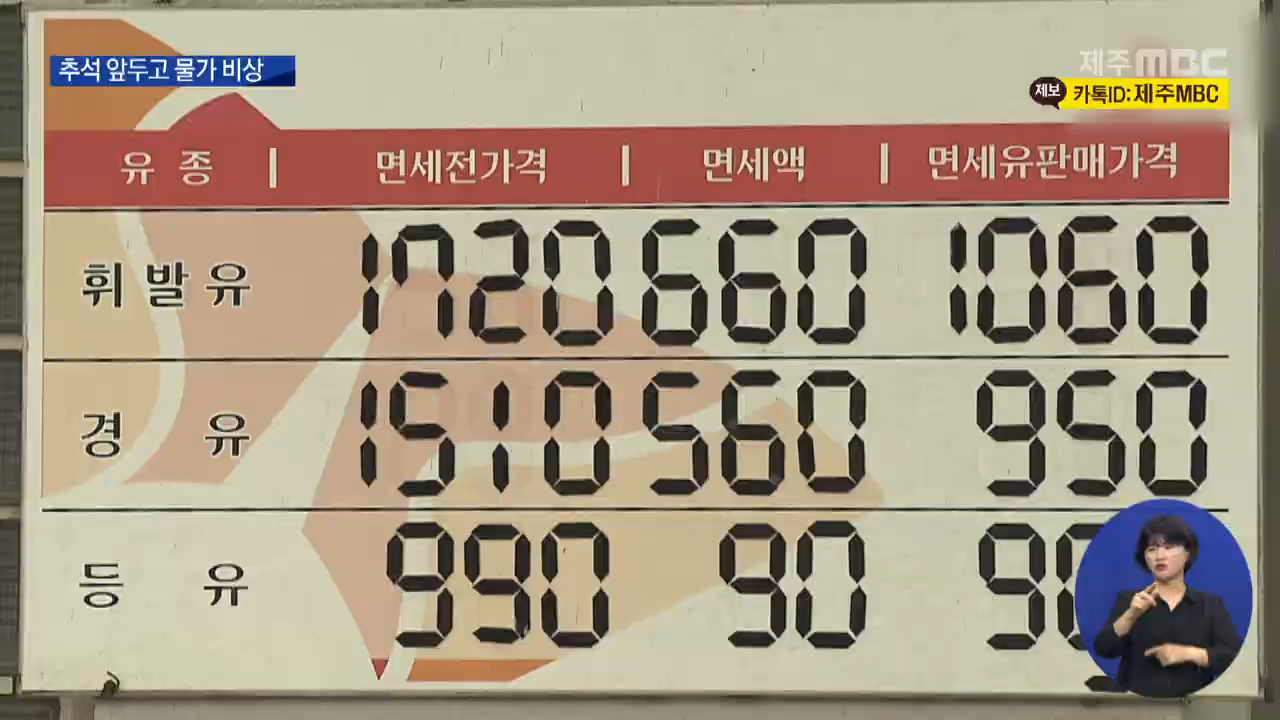 추석 앞두고 물가 비상
제주MBC
제보 카톡ID:제주MBC
유 종 | 면세전가격 | 면세액 | 면세유판매가격
휘발유 1720 660 1060
경 유 1510 560 950
등 유 990 90